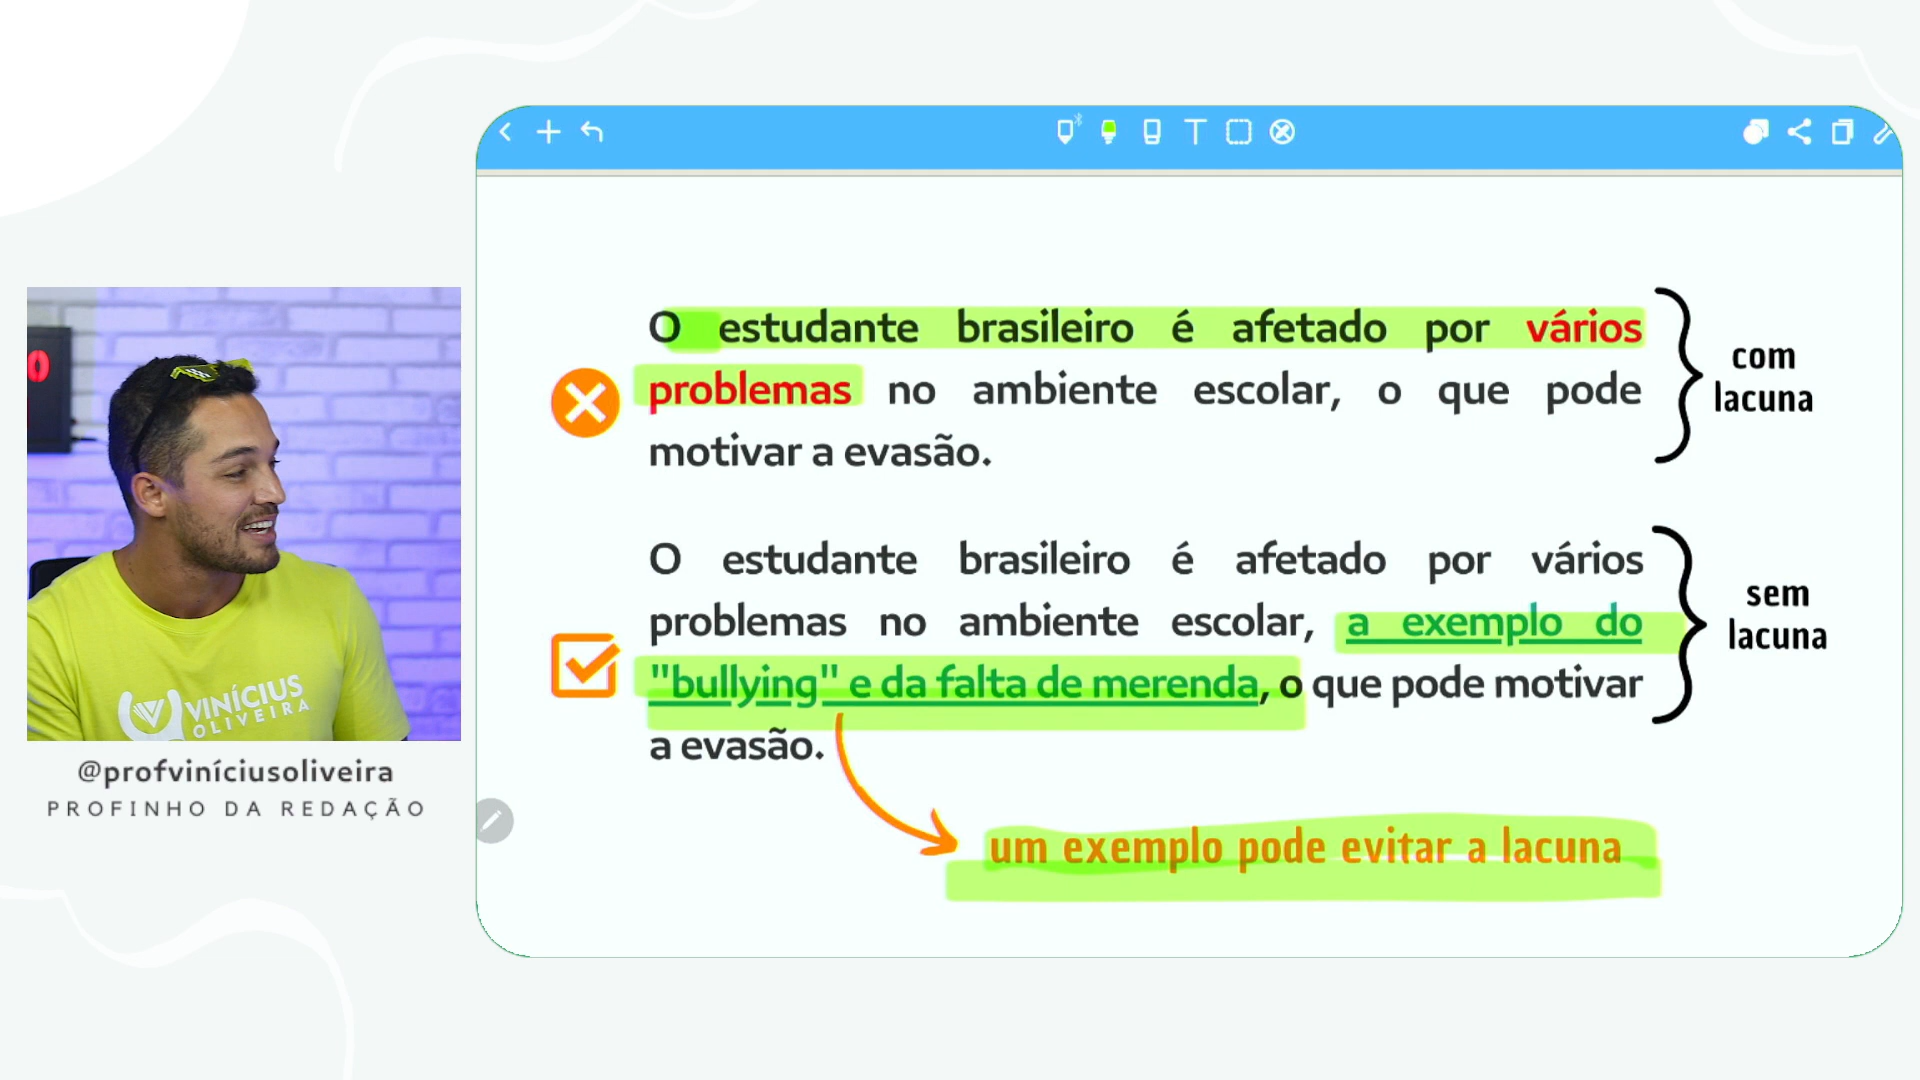 O estudante brasileiro é afetado por vários
problemas no ambiente escolar, o que pode
motivar a evasão.
com
lacuna
O estudante brasileiro é afetado por vários
problemas no ambiente escolar, a exemplo do
"bullying" e da falta de merenda, o que pode motivar
a evasão.
sem
lacuna
um exemplo pode evitar a lacuna
0
VINÍCIUS
OLIVEIRA
@profviníciusoliveira
PROFINHO DA REDAÇÃO